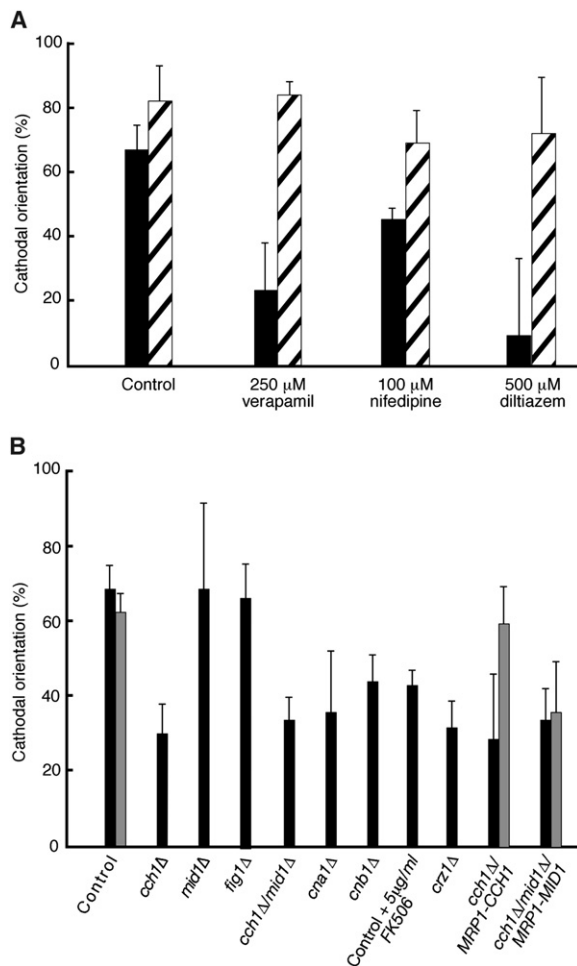 A
100
80
60
40
20
0
Cathodal orientation (%)
Control
250 μM
verapamil
100 μM
nifedipine
500 μM
diltiazem
B
100
80
60
40
20
0
Cathodal orientation (%)
Control
cch1Δ
mid1Δ
fig1Δ
cch1Δ/mid1Δ
cna1Δ
cnb1Δ
Control + 5μg/ml
FK506
crz1Δ
cch1Δ/
MRP1-CCH1
cch1Δ/mid1Δ/
MRP1-MID1